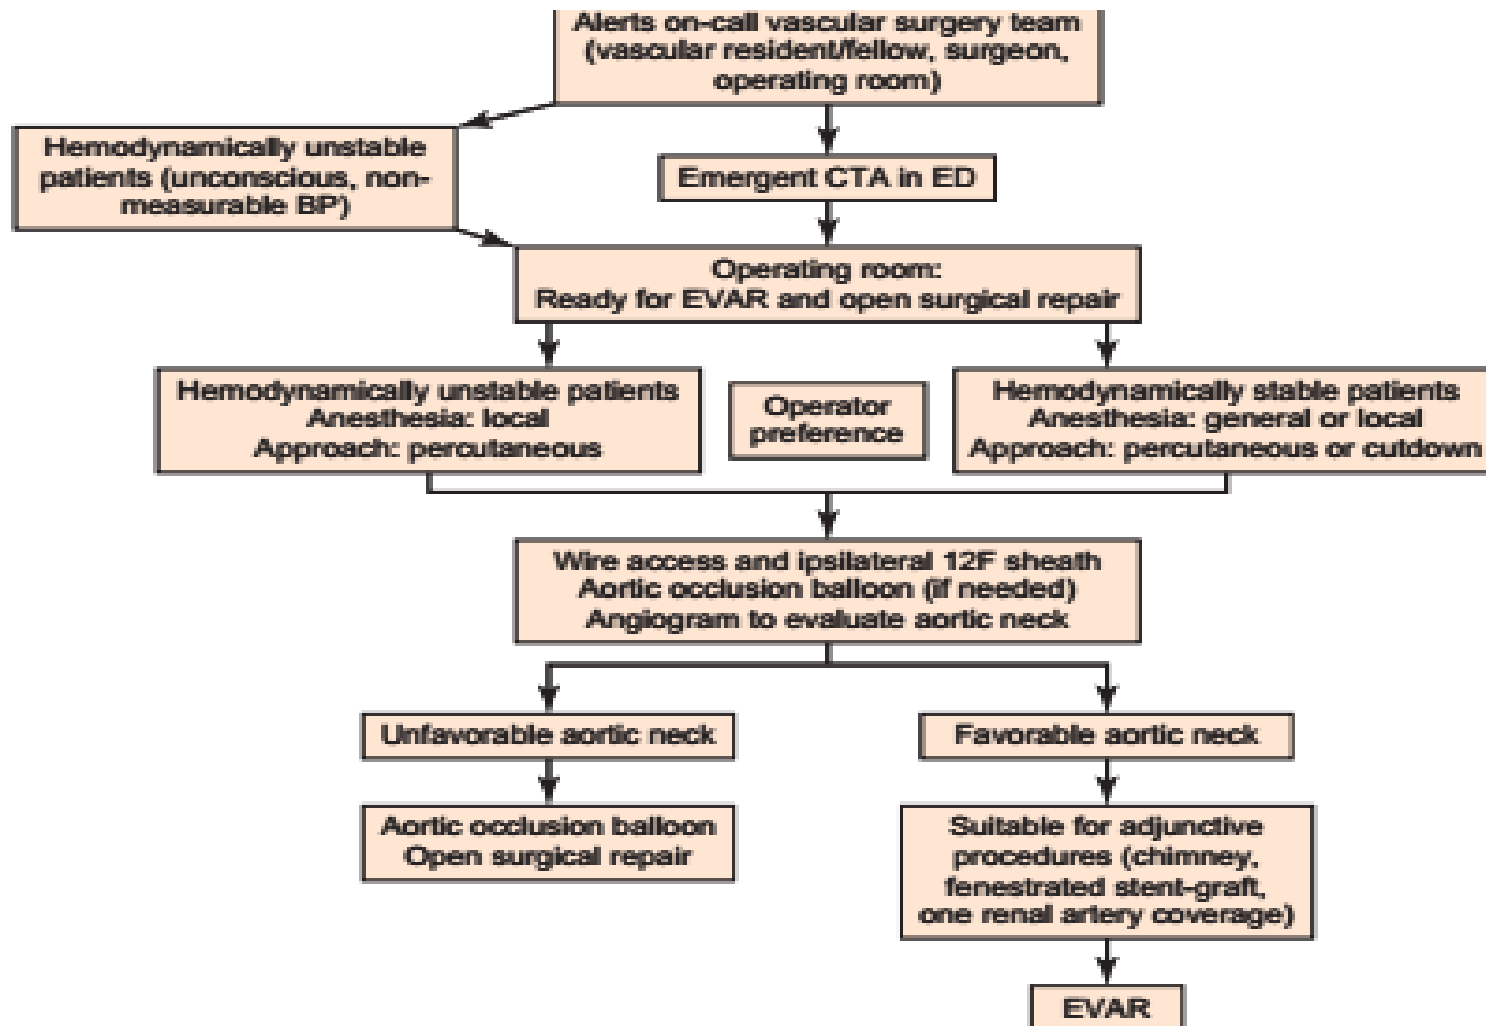 Alerts on-call vascular surgery team
(vascular resident/fellow, surgeon,
operating room)
Hemodynamically unstable
patients (unconscious, non-
measurable BP)
Emergent CTA in ED
Operating room:
Ready for EVAR and open surgical repair
Hemodynamically unstable patients
Anesthesia: local
Approach: percutaneous
Operator
preference
Hemodynamically stable patients
Anesthesia: general or local
Approach: percutaneous or cutdown
Wire access and ipsilateral 12F sheath
Aortic occlusion balloon (if needed)
Angiogram to evaluate aortic neck
Unfavorable aortic neck
Favorable aortic neck
Aortic occlusion balloon
Open surgical repair
Suitable for adjunctive
procedures (chimney,
fenestrated stent-graft,
one renal artery coverage)
EVAR